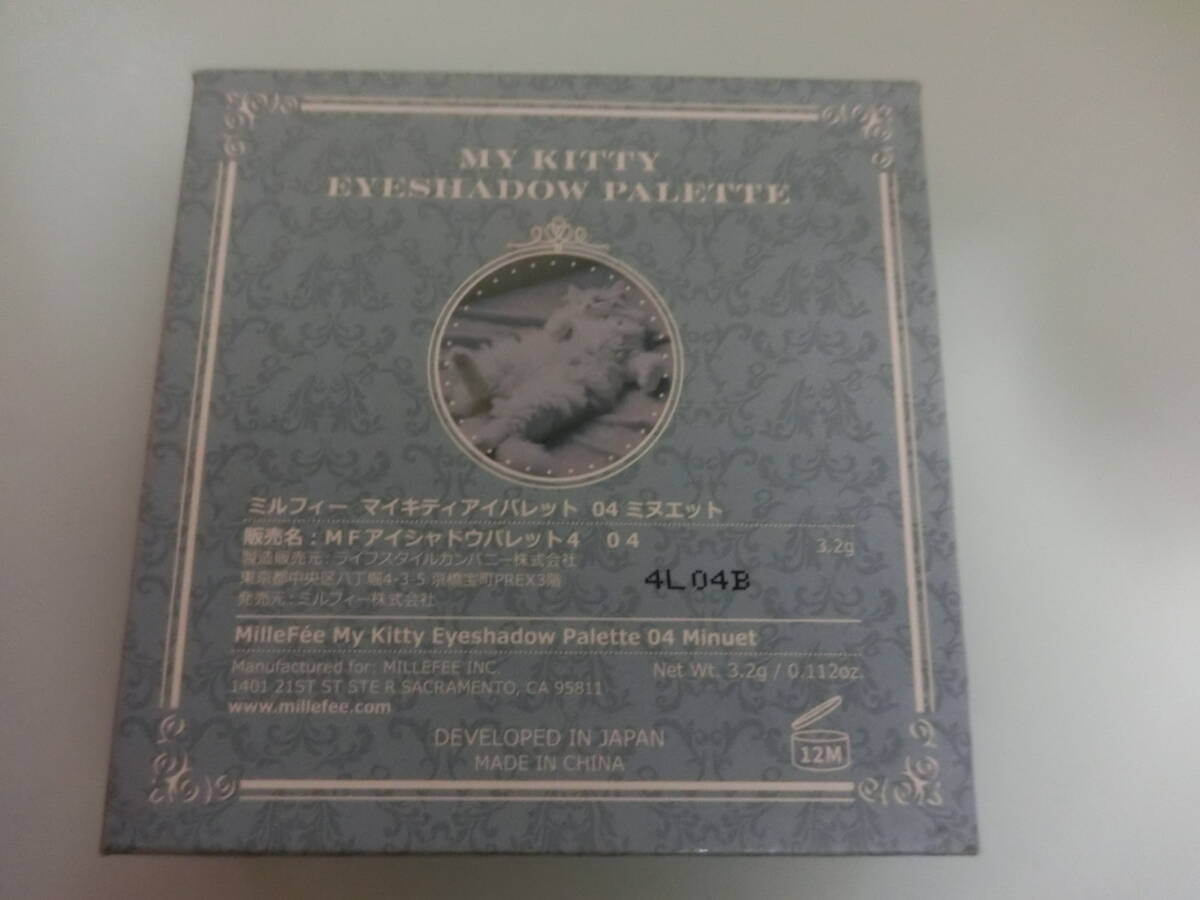 MY KITTY
EYESHADOW PALETTE
ミルフィー マイキティアイパレット 04 ミヌエット
販売名：MFアイシャドウパレット4 04
3.2g
製造販売元：ライフスタイルカンパニー株式会社
東京都中央区八丁堀4-3-5 京橋宝町PREX3階
4L04B
発売元：ミルフィー株式会社
MilleFée My Kitty Eyeshadow Palette 04 Minuet
Manufactured for: MILLEFEE INC.
Net Wt. 3.2g / 0.112oz.
1401 21ST ST STE R SACRAMENTO, CA 95811
www.millefee.com
DEVELOPED IN JAPAN
MADE IN CHINA
12M